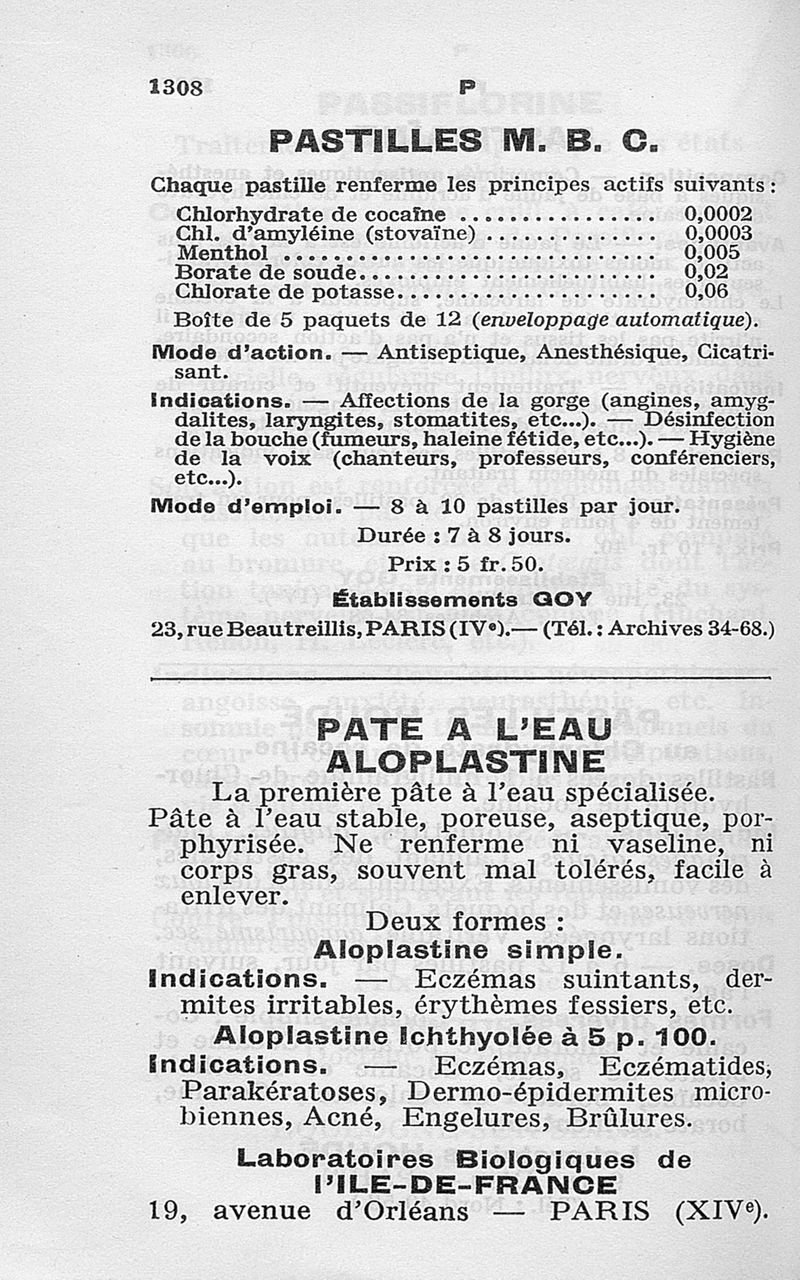 1308 P
PASTILLES M. B. C.
Chaque pastille renferme les principes actifs suivants :
Chlorhydrate de cocaïne ................ 0,0002
Chl. d'amyléine (stovaïne) .............. 0,0003
Menthol .............................. 0,005
Borate de soude........................ 0,02
Chlorate de potasse..................... 0,06
Boîte de 5 paquets de 12 (enveloppage automatique).
Mode d'action. — Antiseptique, Anesthésique, Cicatri-
sant.
Indications. — Affections de la gorge (angines, amyg-
dalites, laryngites, stomatites, etc...). — Désinfection
de la bouche (fumeurs, haleine fétide, etc...). — Hygiène
de la voix (chanteurs, professeurs, conférenciers,
etc...).
Mode d'emploi. — 8 à 10 pastilles par jour.
Durée : 7 à 8 jours.
Prix : 5 fr. 50.
Établissements GOY
23, rue Beautreillis, PARIS (IVe). — (Tél. : Archives 34-68.)
PATE A L'EAU
ALOPLASTINE
La première pâte à l'eau spécialisée.
Pâte à l'eau stable, poreuse, aseptique, por-
phyrisée. Ne renferme ni vaseline, ni
corps gras, souvent mal tolérés, facile à
enlever.
Deux formes :
Aloplastine simple.
Indications. — Eczémas suintants, der-
mites irritables, érythèmes fessiers, etc.
Aloplastine Ichthyolée à 5 p. 100.
Indications. — Eczémas, Eczématides,
Parakératoses, Dermo-épidermites micro-
biennes, Acné, Engelures, Brûlures.
Laboratoires Biologiques de
l'ILE-DE-FRANCE
19, avenue d'Orléans — PARIS (XIVe).